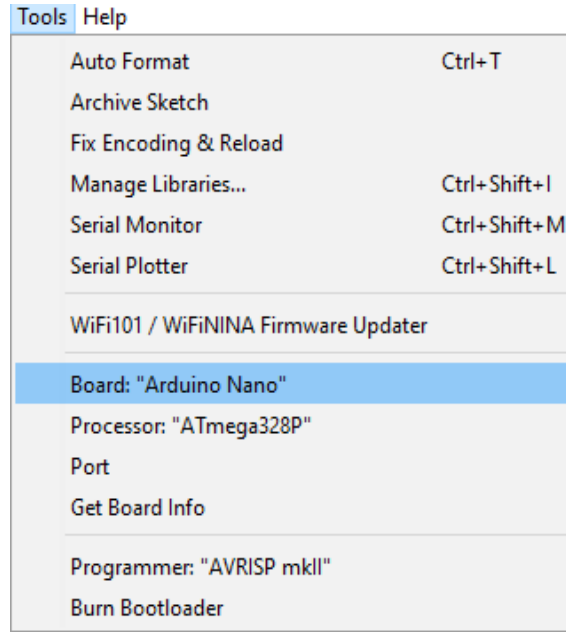 Tools Help
Auto Format Ctrl+T
Archive Sketch
Fix Encoding & Reload
Manage Libraries... Ctrl+Shift+I
Serial Monitor Ctrl+Shift+M
Serial Plotter Ctrl+Shift+L
WiFi101 / WiFiNINA Firmware Updater
Board: "Arduino Nano"
Processor: "ATmega328P"
Port
Get Board Info
Programmer: "AVRISP mkII"
Burn Bootloader